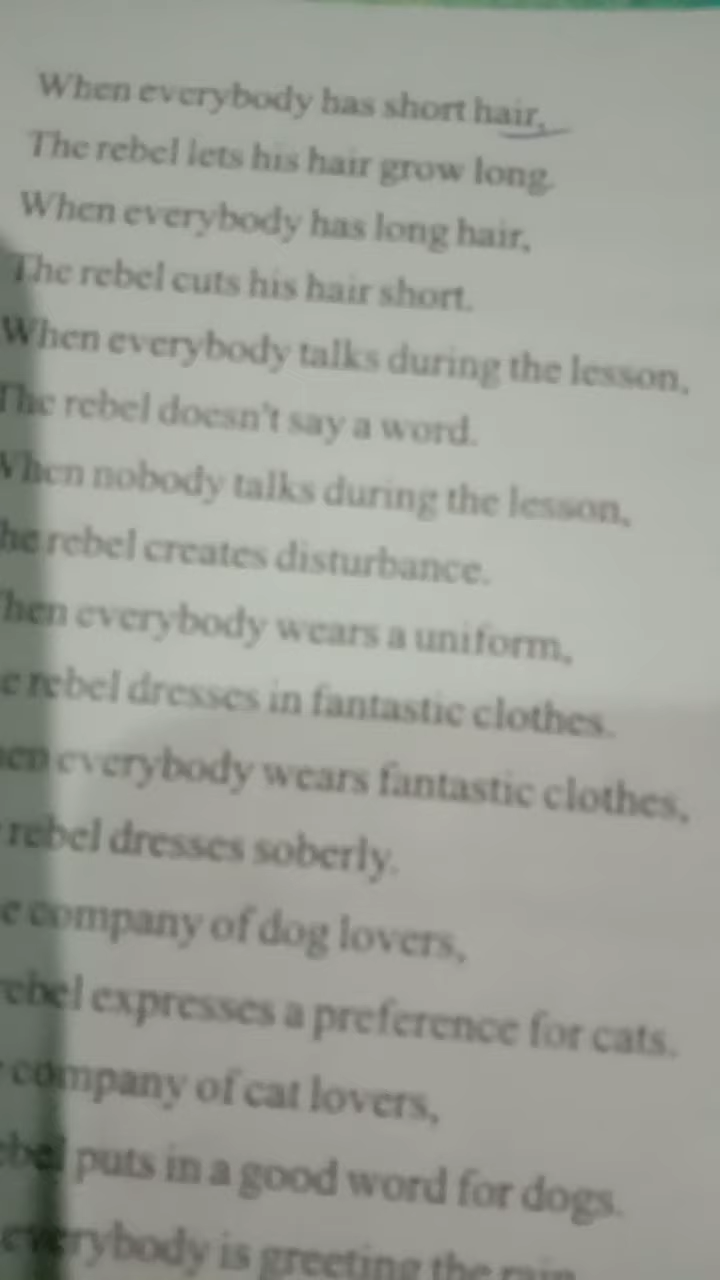 When everybody has short hair,
The rebel lets his hair grow long.
When everybody has long hair,
The rebel cuts his hair short.
When everybody talks during the lesson,
The rebel doesn't say a word.
When nobody talks during the lesson,
he rebel creates disturbance.
hen everybody wears a uniform,
e rebel dresses in fantastic clothes.
en everybody wears fantastic clothes,
rebel dresses soberly.
e company of dog lovers,
ebel expresses a preference for cats.
company of cat lovers,
ebel puts in a good word for dogs.
everybody is greeting the rain